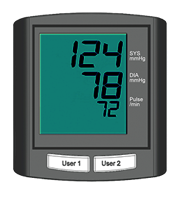 124 SYS
mmHg
78 DIA
mmHg
72 Pulse
/min
User 1 User 2